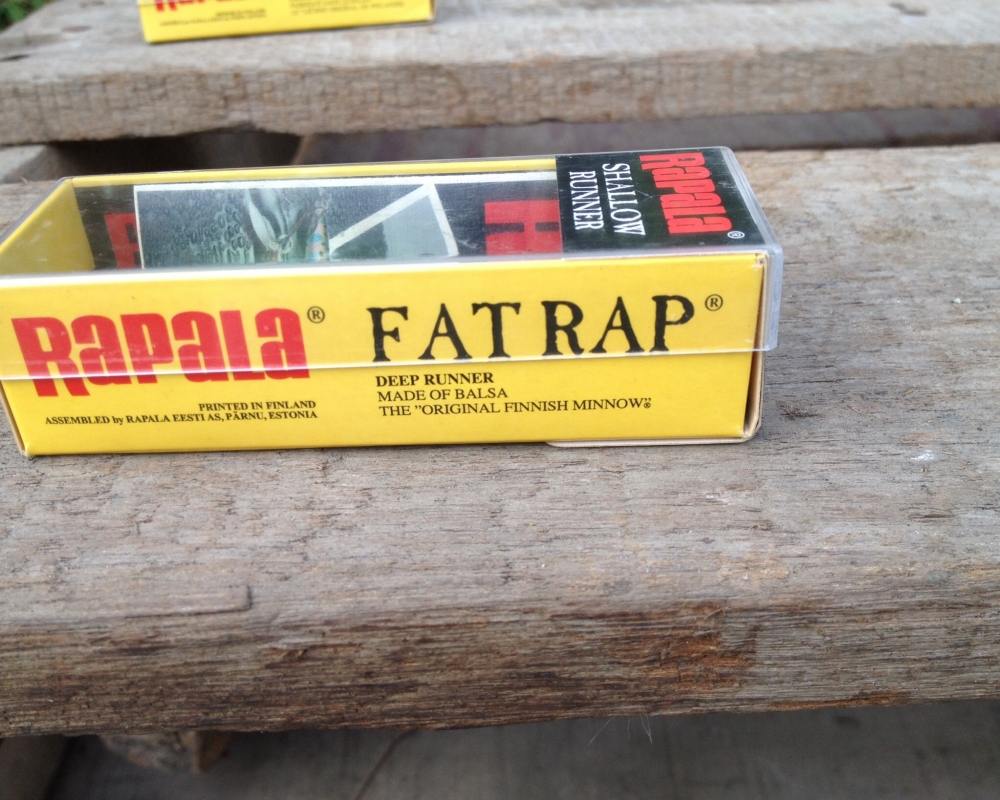 RAPALA
RAPALA®
SHALLOW
RUNNER
RAPALA®
FAT RAP®
DEEP RUNNER
MADE OF BALSA
THE "ORIGINAL FINNISH MINNOW"®
PRINTED IN FINLAND
ASSEMBLED by RAPALA EESTI AS, PÄRNU, ESTONIA